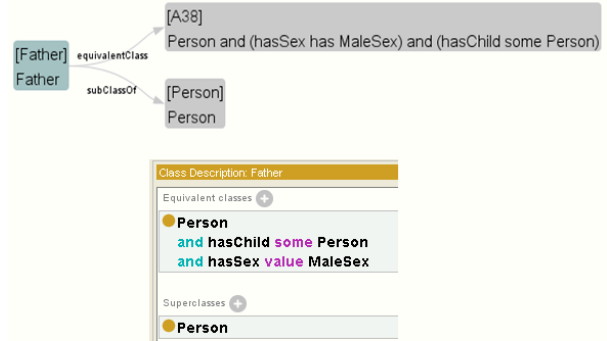 [A38]
Person and (hasSex has MaleSex) and (hasChild some Person)
[Father]
Father
equivalentClass
subClassOf
[Person]
Person
Class Description: Father
Equivalent classes
Person
and hasChild some Person
and hasSex value MaleSex
Superclasses
Person